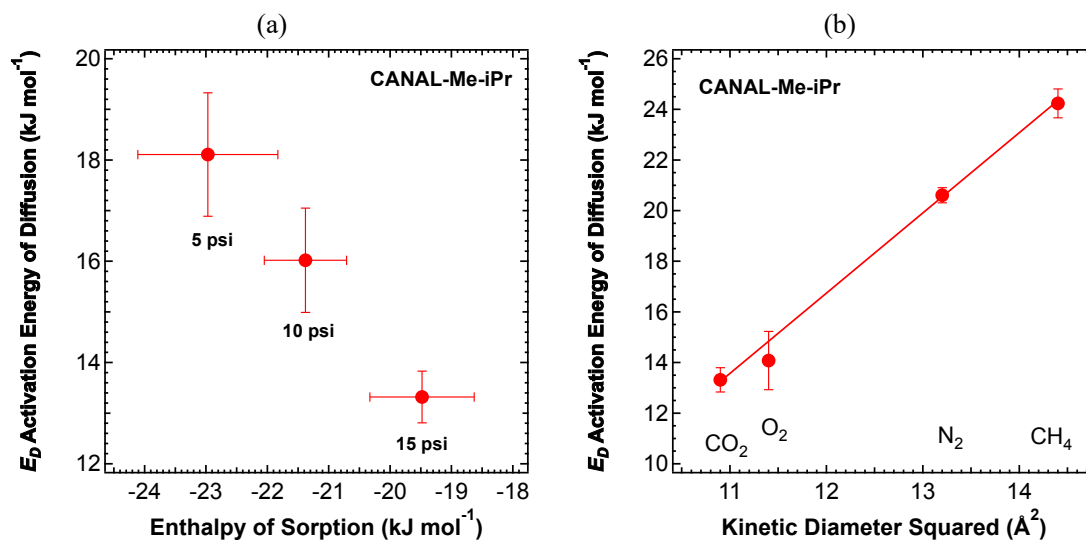 (a)
E_D Activation Energy of Diffusion (kJ mol⁻¹)
20
18
16
14
12
CANAL-Me-iPr
5 psi
10 psi
15 psi
-24 -23 -22 -21 -20 -19 -18
Enthalpy of Sorption (kJ mol⁻¹)
(b)
E_D Activation Energy of Diffusion (kJ mol⁻¹)
26
24
22
20
18
16
14
12
10
CANAL-Me-iPr
CO₂
O₂
N₂
CH₄
11 12 13 14
Kinetic Diameter Squared (Å²)